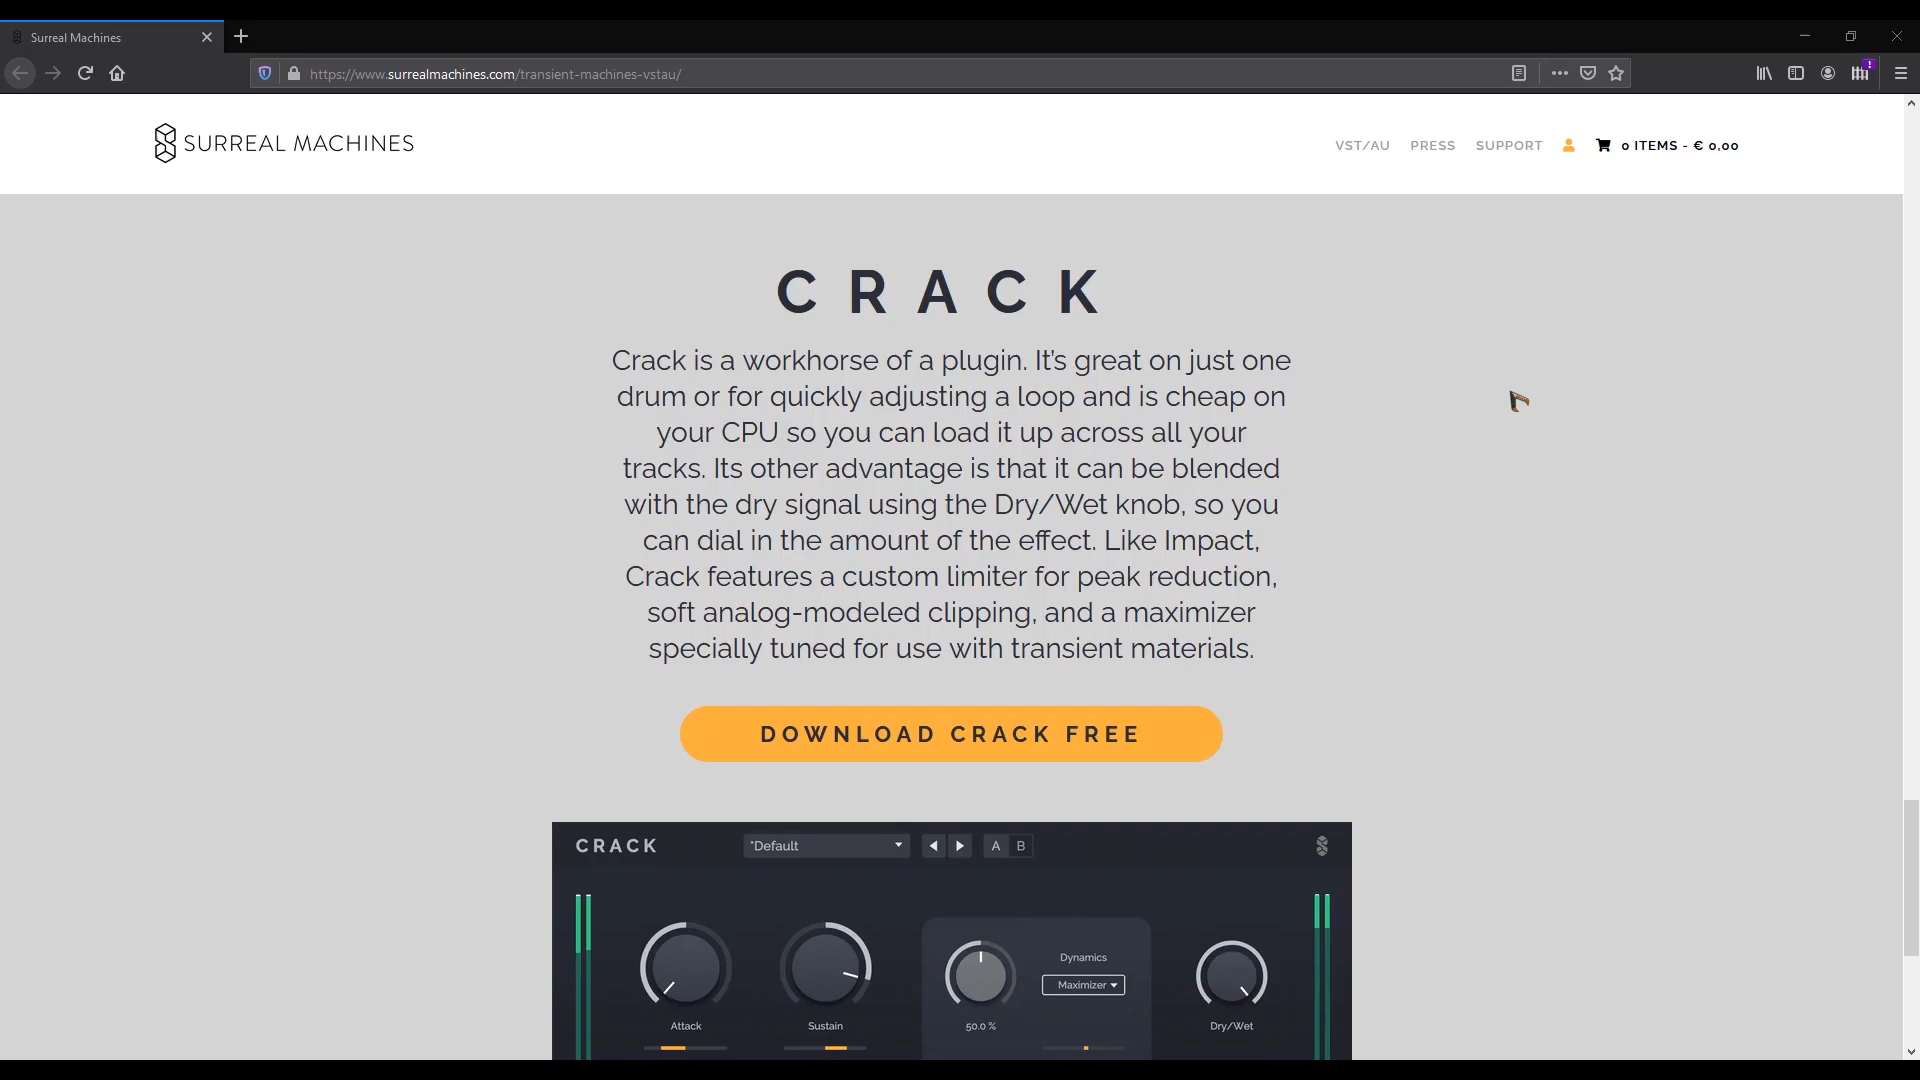 Surreal Machines
https://www.surrealmachines.com/transient-machines-vstau/
SURREAL MACHINES
VST/AU PRESS SUPPORT 0 ITEMS - € 0,00
CRACK
Crack is a workhorse of a plugin. It's great on just one
drum or for quickly adjusting a loop and is cheap on
your CPU so you can load it up across all your
tracks. Its other advantage is that it can be blended
with the dry signal using the Dry/Wet knob, so you
can dial in the amount of the effect. Like Impact,
Crack features a custom limiter for peak reduction,
soft analog-modeled clipping, and a maximizer
specially tuned for use with transient materials.
DOWNLOAD CRACK FREE
CRACK *Default A B
Dynamics
Maximizer
Attack Sustain 50.0 % Dry/Wet